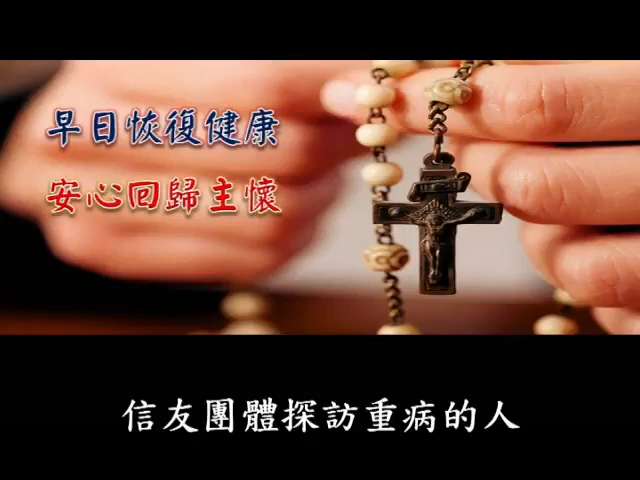 早日恢復健康
安心回歸主懷
信友團體探訪重病的人